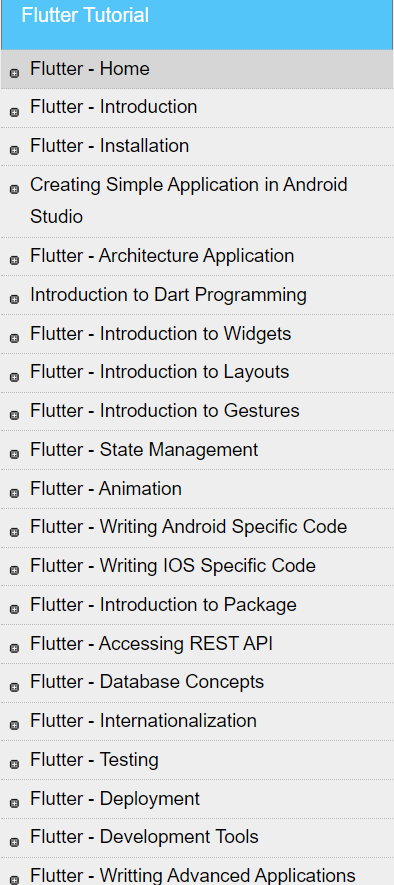 Flutter Tutorial
Flutter - Home
Flutter - Introduction
Flutter - Installation
Creating Simple Application in Android
Studio
Flutter - Architecture Application
Introduction to Dart Programming
Flutter - Introduction to Widgets
Flutter - Introduction to Layouts
Flutter - Introduction to Gestures
Flutter - State Management
Flutter - Animation
Flutter - Writing Android Specific Code
Flutter - Writing IOS Specific Code
Flutter - Introduction to Package
Flutter - Accessing REST API
Flutter - Database Concepts
Flutter - Internationalization
Flutter - Testing
Flutter - Deployment
Flutter - Development Tools
Flutter - Writting Advanced Applications